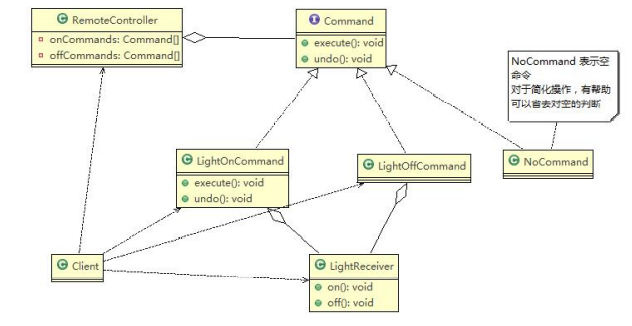 RemoteController
onCommands: Command[]
offCommands: Command[]
Command
execute(): void
undo(): void
NoCommand 表示空
命令
对于简化操作，有帮助
可以省去对空的判断
LightOnCommand
execute(): void
undo(): void
LightOffCommand
NoCommand
Client
LightReceiver
on(): void
off(): void